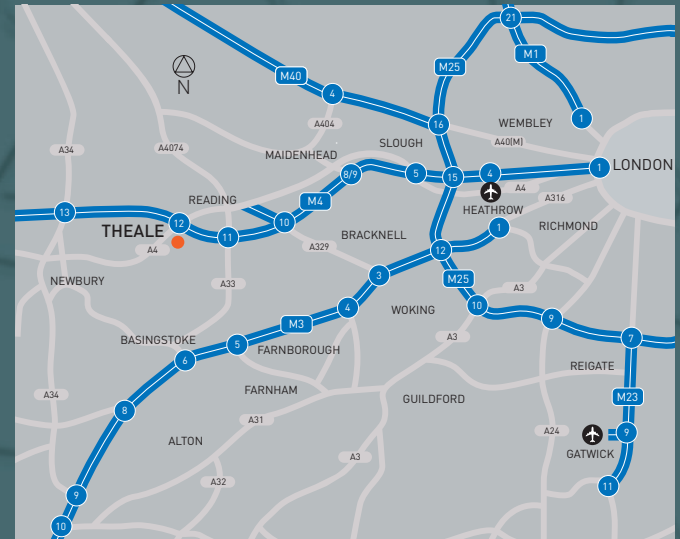 21
M1
M25
M40
4
N
A404
16
WEMBLEY
1
A34
A4074
SLOUGH
A40(M)
MAIDENHEAD
8/9
5
15
4
1
LONDON
READING
M4
A4
A316
HEATHROW
13
12
10
THEALE
11
BRACKNELL
1
RICHMOND
A4
A329
12
NEWBURY
A33
3
M25
A3
4
WOKING
10
9
M3
A3
7
BASINGSTOKE
5
FARNBOROUGH
6
REIGATE
A34
FARNHAM
GUILDFORD
M23
8
A31
A24
9
ALTON
A3
GATWICK
A32
11
9
10